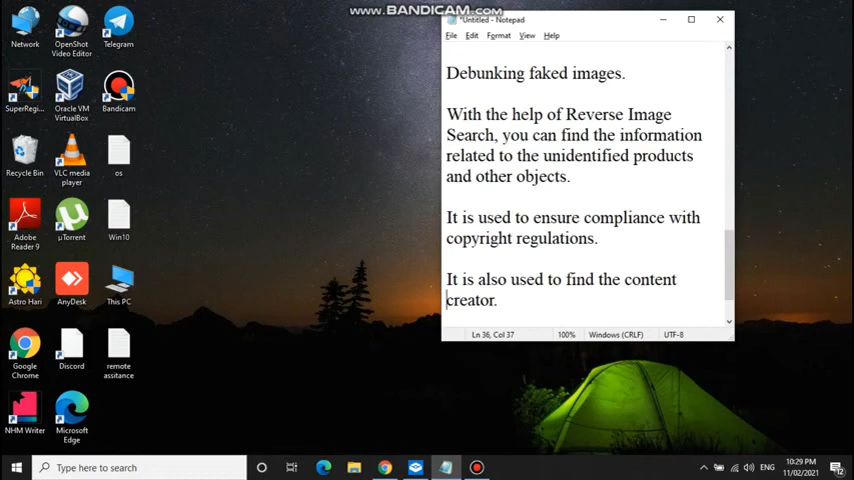 www.BANDICAM.com
*Untitled - Notepad
File Edit Format View Help
Debunking faked images.
With the help of Reverse Image
Search, you can find the information
related to the unidentified products
and other objects.
It is used to ensure compliance with
copyright regulations.
It is also used to find the content
creator.
Ln 36, Col 37 100% Windows (CRLF) UTF-8
Network
OpenShot
Video Editor
Telegram
SuperRegi...
Oracle VM
VirtualBox
Bandicam
Recycle Bin
VLC media
player
os
Adobe
Reader 9
µTorrent
Win10
Astro Hari
AnyDesk
This PC
Google
Chrome
Discord
remote
assitance
NHM Writer
Microsoft
Edge
Type here to search
ENG
10:29 PM
11/02/2021
12